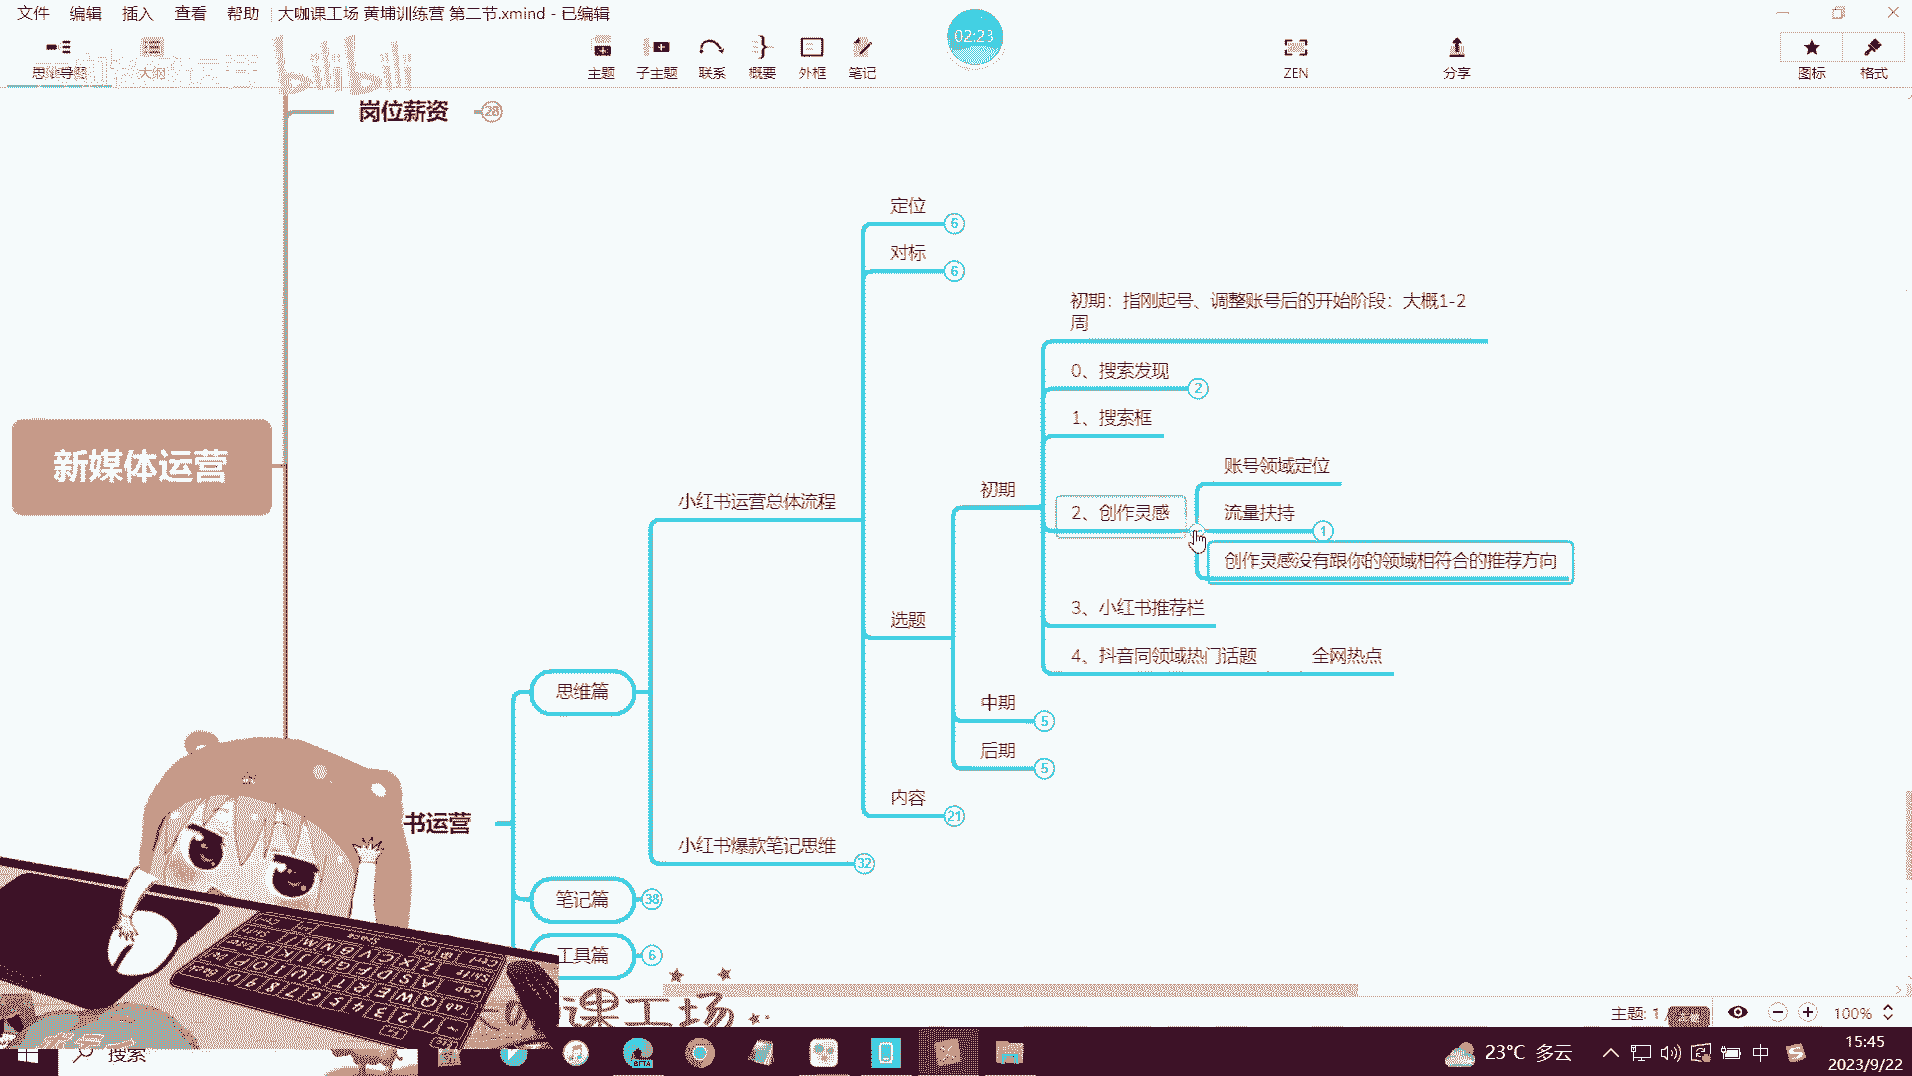 文件 编辑 插入 查看 帮助 大咖课工场 黄埔训练营 第二节.xmind - 已编辑
02:23
思维导图 大纲 主题 子主题 联系 概要 外框 笔记 ZEN 分享 图标 格式
bilibili
岗位薪资 28
定位 6
对标 6
初期：指刚起号、调整账号后的开始阶段：大概1-2
周
0、搜索发现 2
1、搜索框
账号领域定位
新媒体运营
初期
小红书运营总体流程
2、创作灵感
流量扶持 1
创作灵感没有跟你的领域相符合的推荐方向
3、小红书推荐栏
选题
4、抖音同领域热门话题 全网热点
思维篇
中期 5
后期 5
内容 21
书运营
小红书爆款笔记思维 32
笔记篇 38
工具篇 6
课工场
主题: 1
100%
搜索
BETA
23°C 多云
中
15:45
2023/9/22